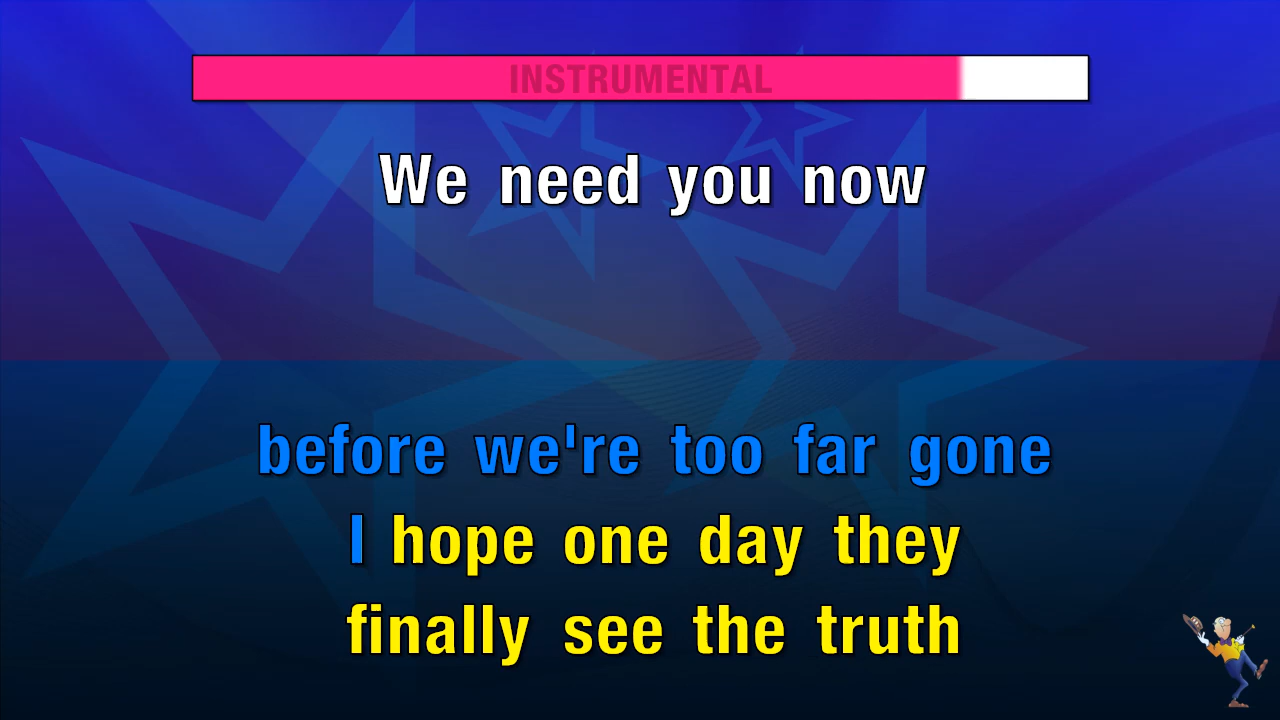 INSTRUMENTAL
We need you now
before we're too far gone
I hope one day they
finally see the truth